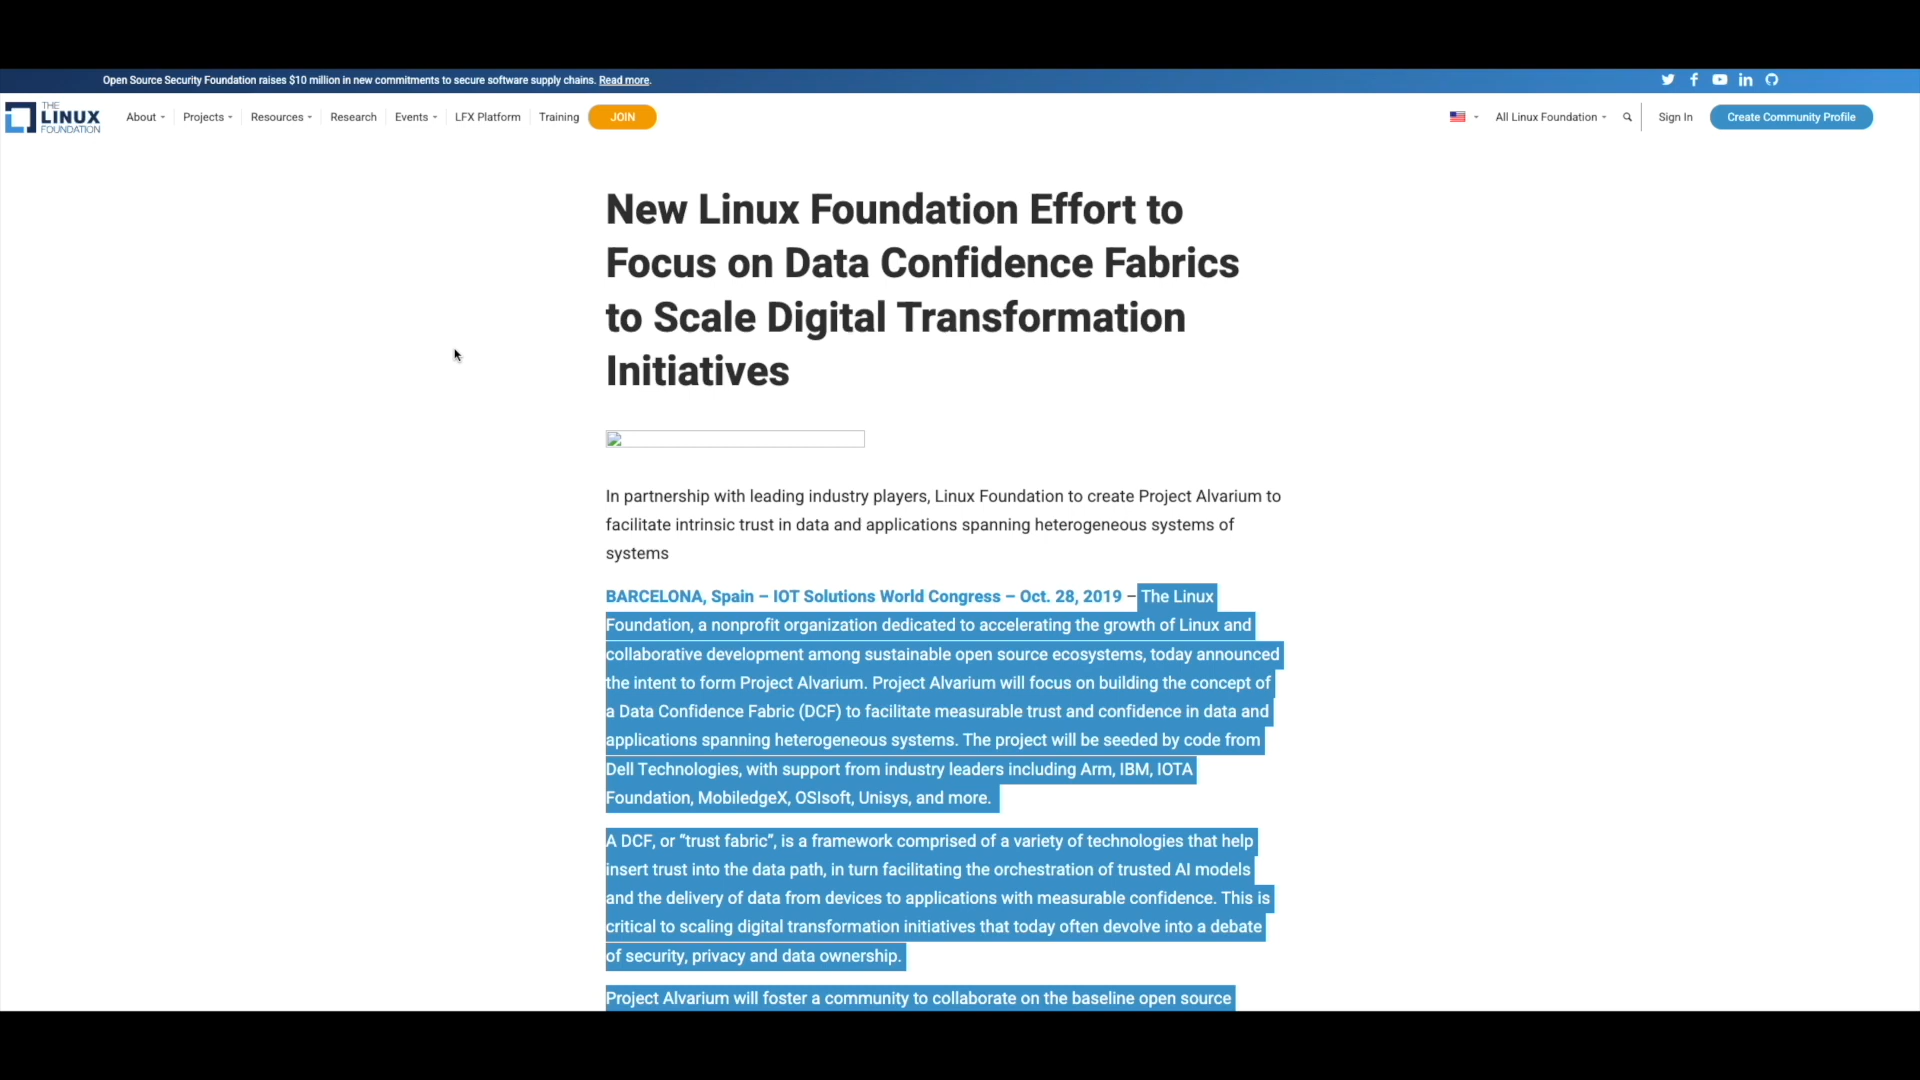 Open Source Security Foundation raises $10 million in new commitments to secure software supply chains. Read more.
THE LINUX FOUNDATION
About Projects Resources Research Events LFX Platform Training JOIN All Linux Foundation Sign In Create Community Profile
New Linux Foundation Effort to
Focus on Data Confidence Fabrics
to Scale Digital Transformation
Initiatives
In partnership with leading industry players, Linux Foundation to create Project Alvarium to
facilitate intrinsic trust in data and applications spanning heterogeneous systems of
systems
BARCELONA, Spain – IOT Solutions World Congress – Oct. 28, 2019 – The Linux
Foundation, a nonprofit organization dedicated to accelerating the growth of Linux and
collaborative development among sustainable open source ecosystems, today announced
the intent to form Project Alvarium. Project Alvarium will focus on building the concept of
a Data Confidence Fabric (DCF) to facilitate measurable trust and confidence in data and
applications spanning heterogeneous systems. The project will be seeded by code from
Dell Technologies, with support from industry leaders including Arm, IBM, IOTA
Foundation, MobiledgeX, OSIsoft, Unisys, and more.
A DCF, or “trust fabric”, is a framework comprised of a variety of technologies that help
insert trust into the data path, in turn facilitating the orchestration of trusted AI models
and the delivery of data from devices to applications with measurable confidence. This is
critical to scaling digital transformation initiatives that today often devolve into a debate
of security, privacy and data ownership.
Project Alvarium will foster a community to collaborate on the baseline open source